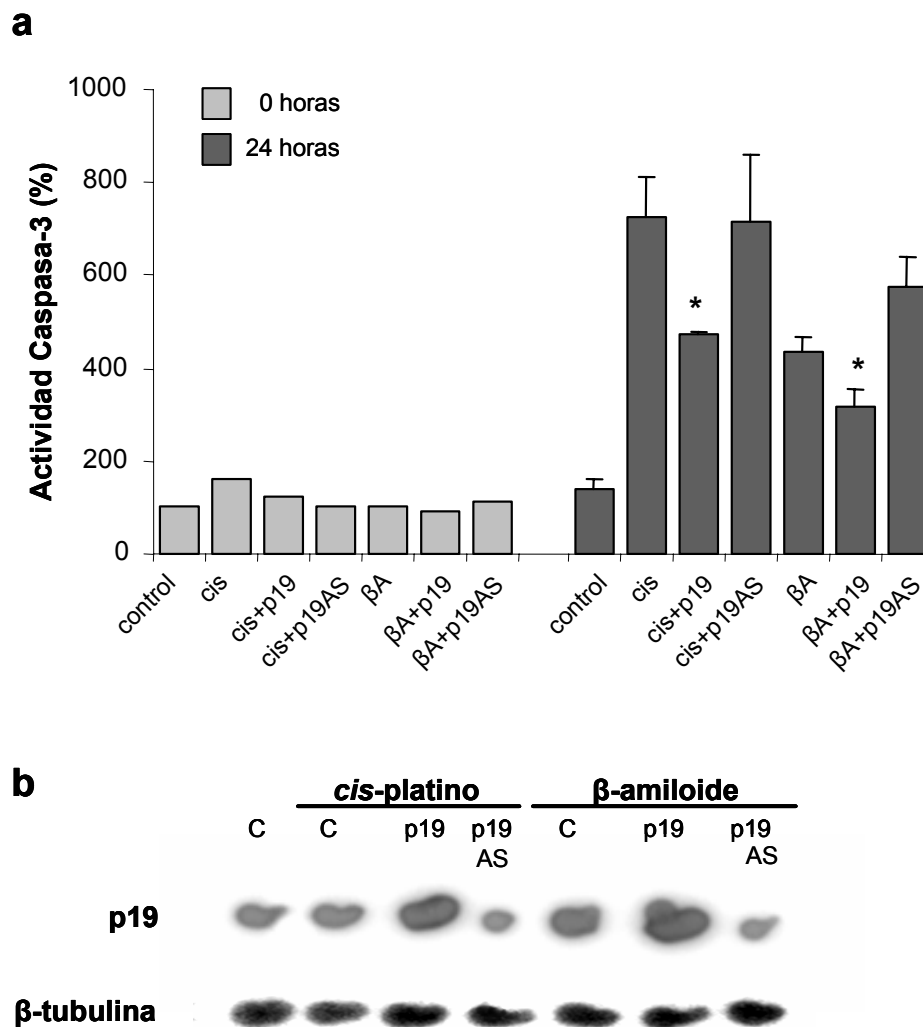 a
Actividad Caspasa-3 (%)
1000
800
600
400
200
0
0 horas
24 horas
*
*
control
cis
cis+p19
cis+p19AS
βA
βA+p19
βA+p19AS
control
cis
cis+p19
cis+p19AS
βA
βA+p19
βA+p19AS
b
cis-platino β-amiloide
C C p19 p19 C p19 p19
AS AS
p19
β-tubulina